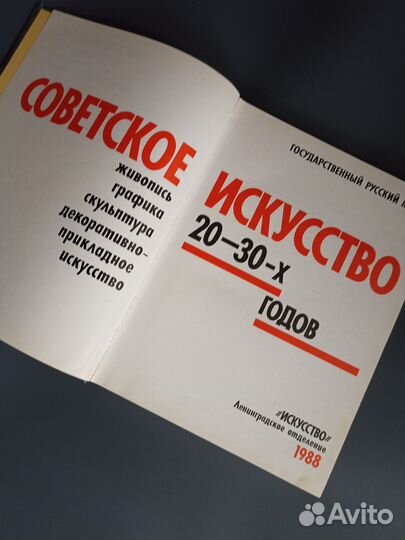 СОВЕТСКОЕ
живопись
графика
скульптура
декоративно-
прикладное
искусство
ГОСУДАРСТВЕННЫЙ РУССКИЙ
ИСКУССТВО
20—30-х
ГОДОВ
"ИСКУССТВО"
Ленинградское отделение
1988
Avito